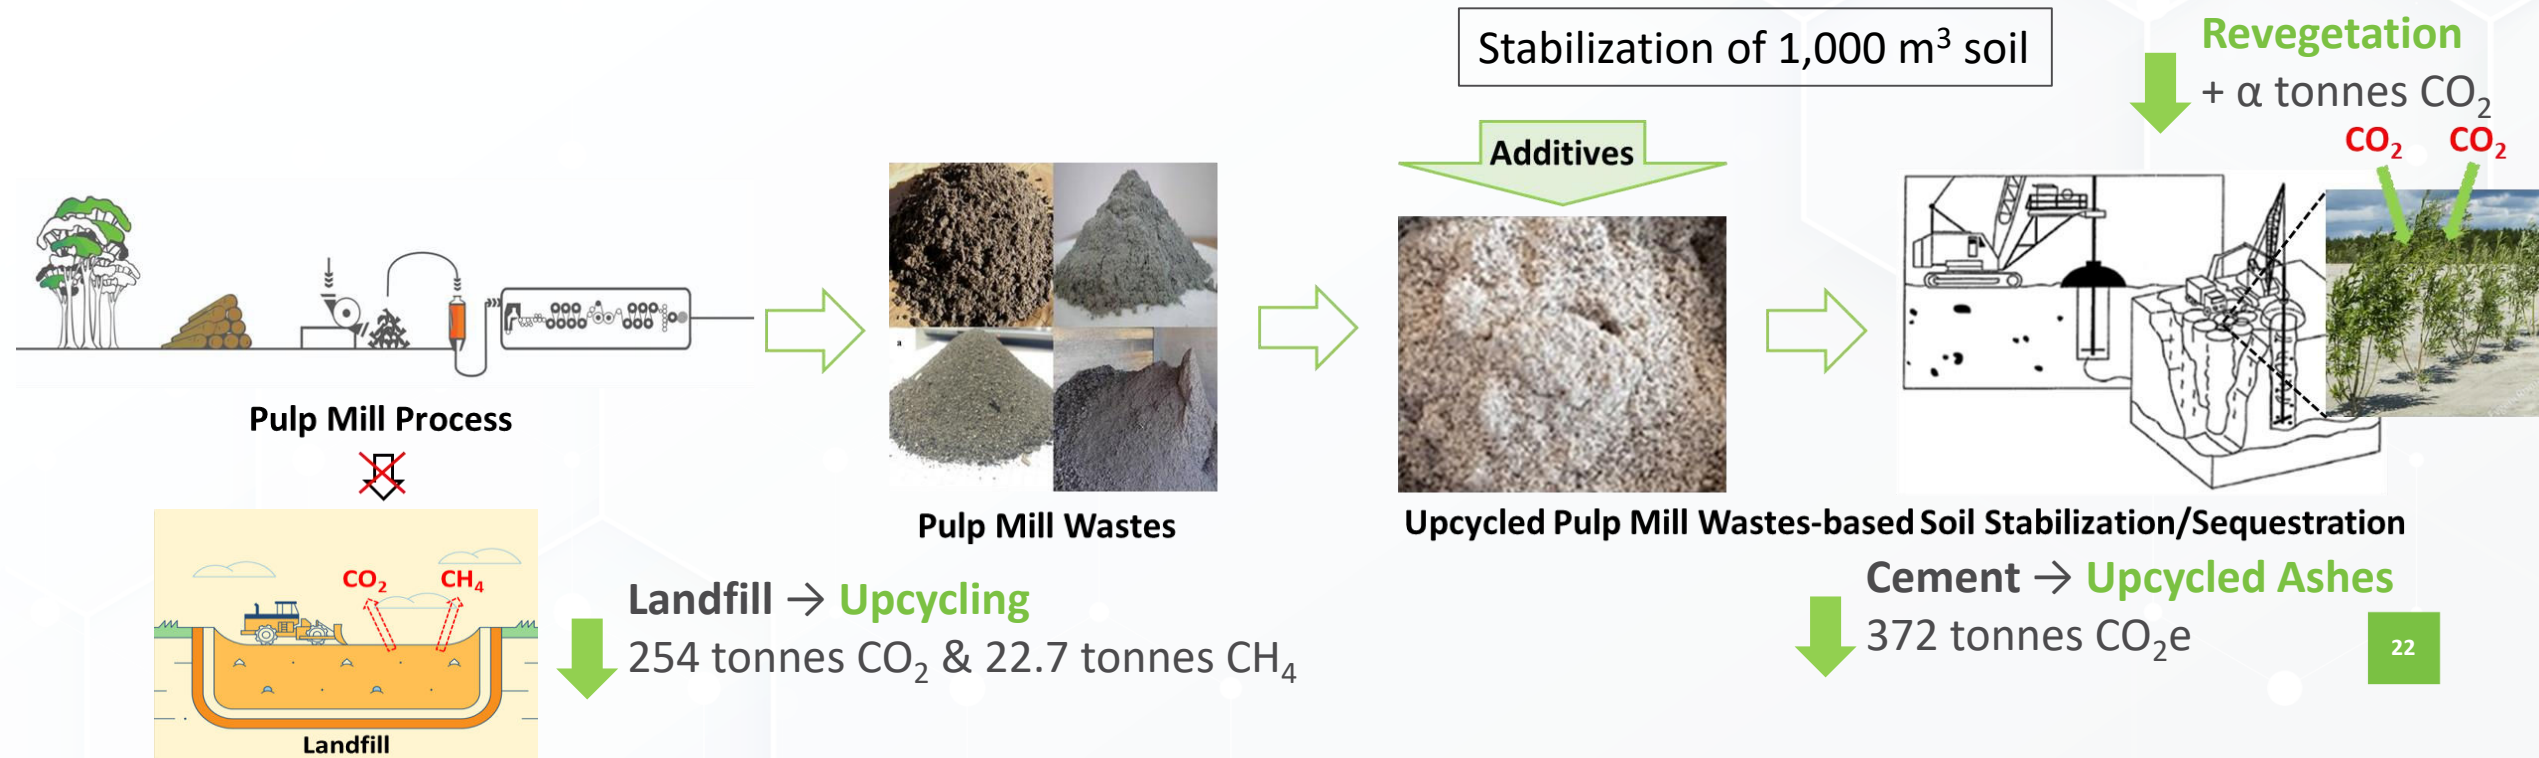 Stabilization of 1,000 m³ soil
Revegetation
+ α tonnes CO₂
CO₂ CO₂
Additives
Pulp Mill Process
a
Pulp Mill Wastes
Upcycled Pulp Mill Wastes-based Soil Stabilization/Sequestration
CO₂ CH₄
Landfill
Landfill → Upcycling
254 tonnes CO₂ & 22.7 tonnes CH₄
Cement → Upcycled Ashes
372 tonnes CO₂e
22